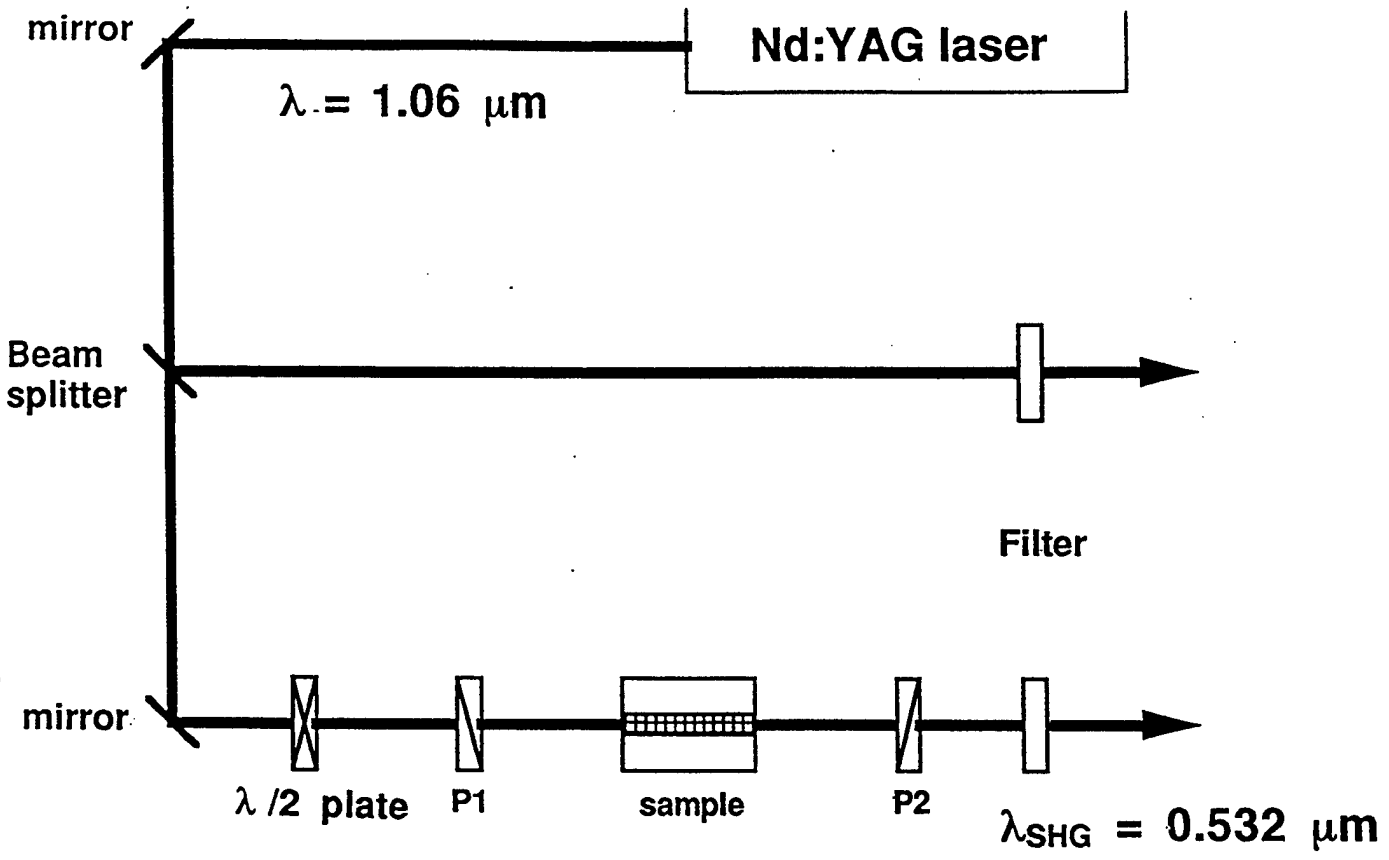 mirror
Nd:YAG laser
λ = 1.06 μm
Beam
splitter
Filter
mirror
λ /2 plate
P1
sample
P2
λSHG = 0.532 μm